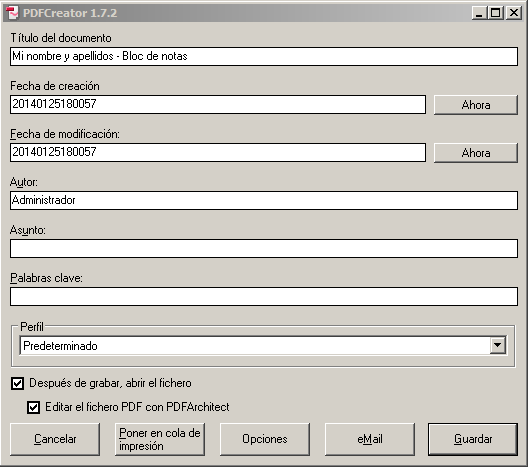 PDFCreator 1.7.2
Título del documento
Mi nombre y apellidos - Bloc de notas
Fecha de creación
20140125180057 Ahora
Fecha de modificación:
20140125180057 Ahora
Autor:
Administrador
Asunto:
Palabras clave:
Perfil
Predeterminado
Después de grabar, abrir el fichero
Editar el fichero PDF con PDFArchitect
Cancelar Poner en cola de impresión Opciones eMail Guardar